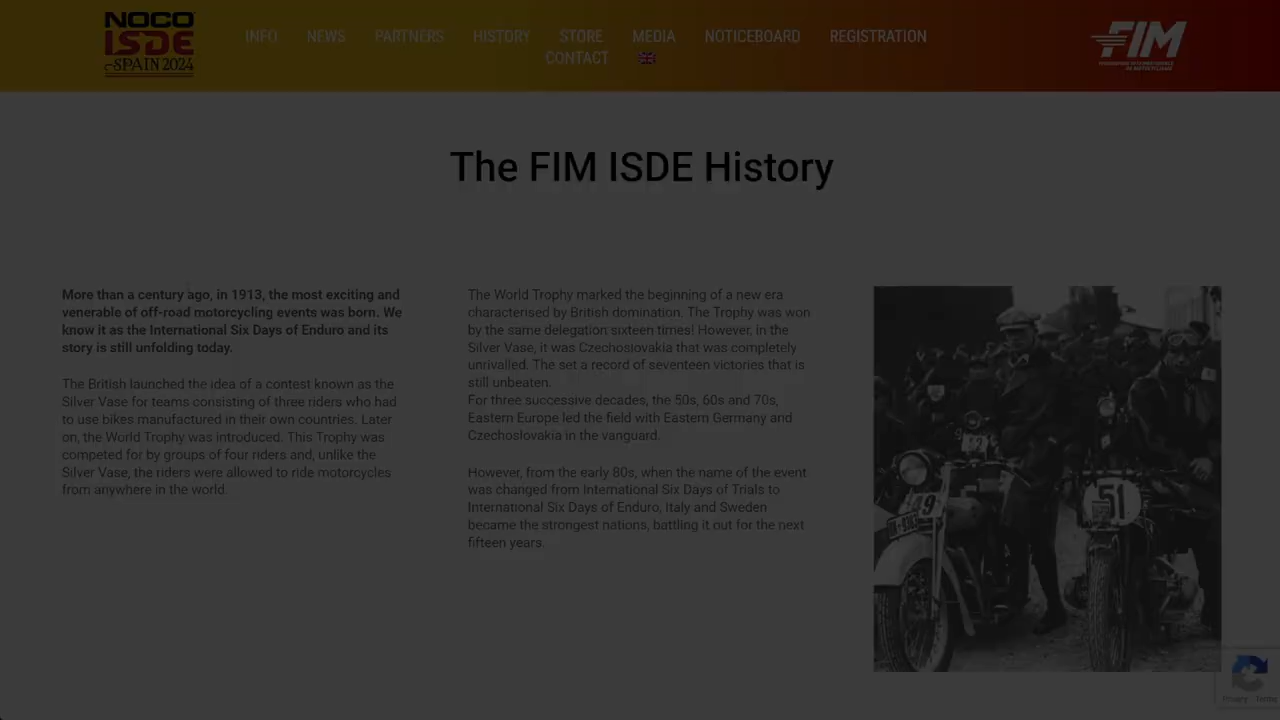 NOCO
ISDE
SPAIN 2024
INFO NEWS PARTNERS HISTORY STORE MEDIA NOTICEBOARD REGISTRATION
CONTACT
FIM
The FIM ISDE History
More than a century ago, in 1913, the most exciting and
venerable of off-road motorcycling events was born. We
know it as the International Six Days of Enduro and its
story is still unfolding today.
The British launched the idea of a contest known as the
Silver Vase for teams consisting of three riders who had
to use bikes manufactured in their own countries. Later
on, the World Trophy was introduced. This Trophy was
competed for by groups of four riders and, unlike the
Silver Vase, the riders were allowed to ride motorcycles
from anywhere in the world.
The World Trophy marked the beginning of a new era
characterised by British domination. The Trophy was won
by the same delegation sixteen times! However, in the
Silver Vase, it was Czechoslovakia that was completely
unrivalled. The set a record of seventeen victories that is
still unbeaten.
For three successive decades, the 50s, 60s and 70s,
Eastern Europe led the field with Eastern Germany and
Czechoslovakia in the vanguard.
However, from the early 80s, when the name of the event
was changed from International Six Days of Trials to
International Six Days of Enduro, Italy and Sweden
became the strongest nations, battling it out for the next
fifteen years.
51
Privacy - Terms